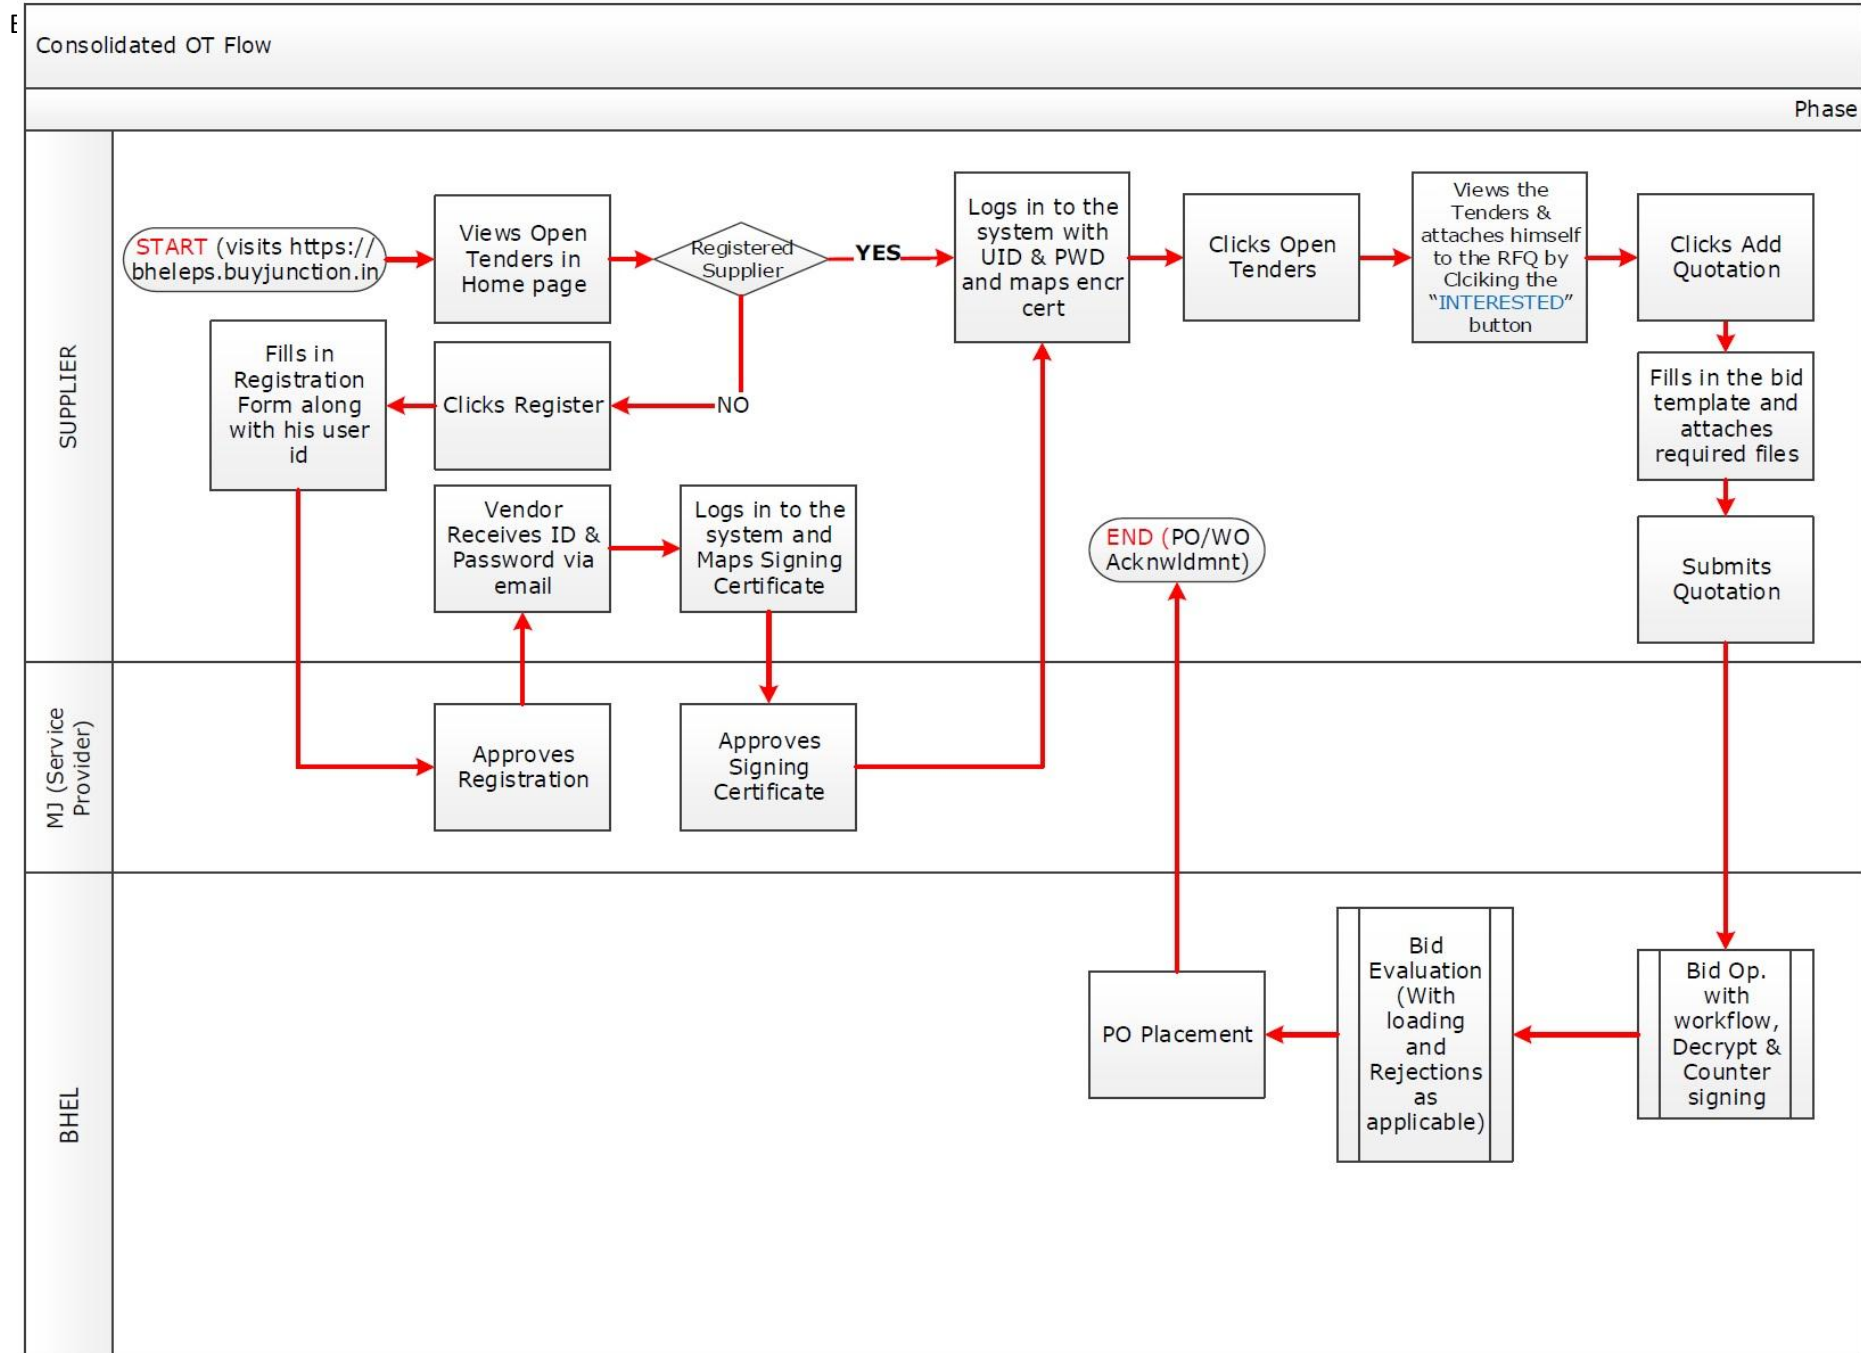 Consolidated OT Flow
Phase
SUPPLIER
START (visits https://
bheleps.buyjunction.in
Views Open
Tenders in
Home page
Registered
Supplier
YES
NO
Logs in to the
system with
UID & PWD
and maps encr
cert
Clicks Open
Tenders
Views the
Tenders &
attaches himself
to the RFQ by
Clciking the
“INTERESTED”
button
Clicks Add
Quotation
Fills in
Registration
Form along
with his user
id
Clicks Register
Fills in the bid
template and
attaches
required files
Vendor
Receives ID &
Password via
email
Logs in to the
system and
Maps Signing
Certificate
END (PO/WO
Acknwldmnt)
Submits
Quotation
MJ (Service
Provider)
Approves
Registration
Approves
Signing
Certificate
BHEL
PO Placement
Bid
Evaluation
(With
loading
and
Rejections
as
applicable)
Bid Op.
with
workflow,
Decrypt &
Counter
signing